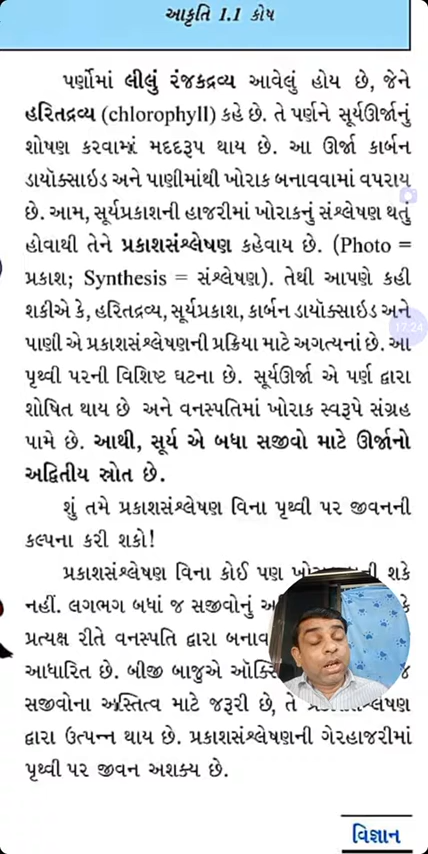 આકૃતિ 1.1 કોષ
પર્ણોમાં લીલું રંજકદ્રવ્ય આવેલું હોય છે, જેને
હરિતદ્રવ્ય (chlorophyll) કહે છે. તે પર્ણને સૂર્યઊર્જાનું
શોષણ કરવામાં મદદરૂપ થાય છે. આ ઊર્જા કાર્બન
ડાયૉક્સાઇડ અને પાણીમાંથી ખોરાક બનાવવામાં વપરાય
છે. આમ, સૂર્યપ્રકાશની હાજરીમાં ખોરાકનું સંશ્લેષણ થતું
હોવાથી તેને પ્રકાશસંશ્લેષણ કહેવાય છે. (Photo =
પ્રકાશ; Synthesis = સંશ્લેષણ). તેથી આપણે કહી
શકીએ કે, હરિતદ્રવ્ય, સૂર્યપ્રકાશ, કાર્બન ડાયૉક્સાઇડ અને
17:24
પાણી એ પ્રકાશસંશ્લેષણની પ્રક્રિયા માટે અગત્યનાં છે. આ
પૃથ્વી પરની વિશિષ્ટ ઘટના છે. સૂર્યઊર્જા એ પર્ણ દ્વારા
શોષિત થાય છે અને વનસ્પતિમાં ખોરાક સ્વરૂપે સંગ્રહ
પામે છે. આથી, સૂર્ય એ બધા સજીવો માટે ઊર્જાનો
અદ્વિતીય સ્રોત છે.
શું તમે પ્રકાશસંશ્લેષણ વિના પૃથ્વી પર જીવનની
કલ્પના કરી શકો!
પ્રકાશસંશ્લેષણ વિના કોઈ પણ શકે
નહીં. લગભગ બધાં જ સજીવોનું
પ્રત્યક્ષ રીતે વનસ્પતિ દ્વારા
આધારિત છે. બીજી બાજુએ
સજીવોના અસ્તિત્વ માટે જરૂરી છે, તે
દ્વારા ઉત્પન્ન થાય છે. પ્રકાશસંશ્લેષણની ગેરહાજરીમાં
પૃથ્વી પર જીવન અશક્ય છે.
વિજ્ઞાન